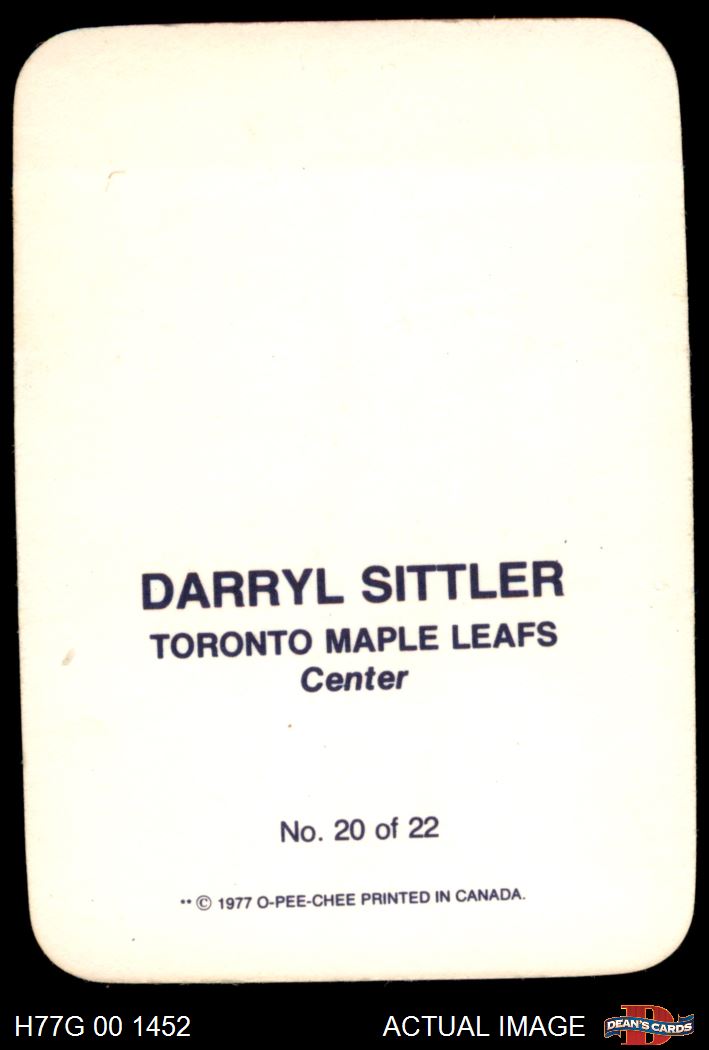 DARRYL SITTLER
TORONTO MAPLE LEAFS
Center
No. 20 of 22
** © 1977 O-PEE-CHEE PRINTED IN CANADA.
H77G 00 1452
ACTUAL IMAGE
D
DEAN'S CARDS